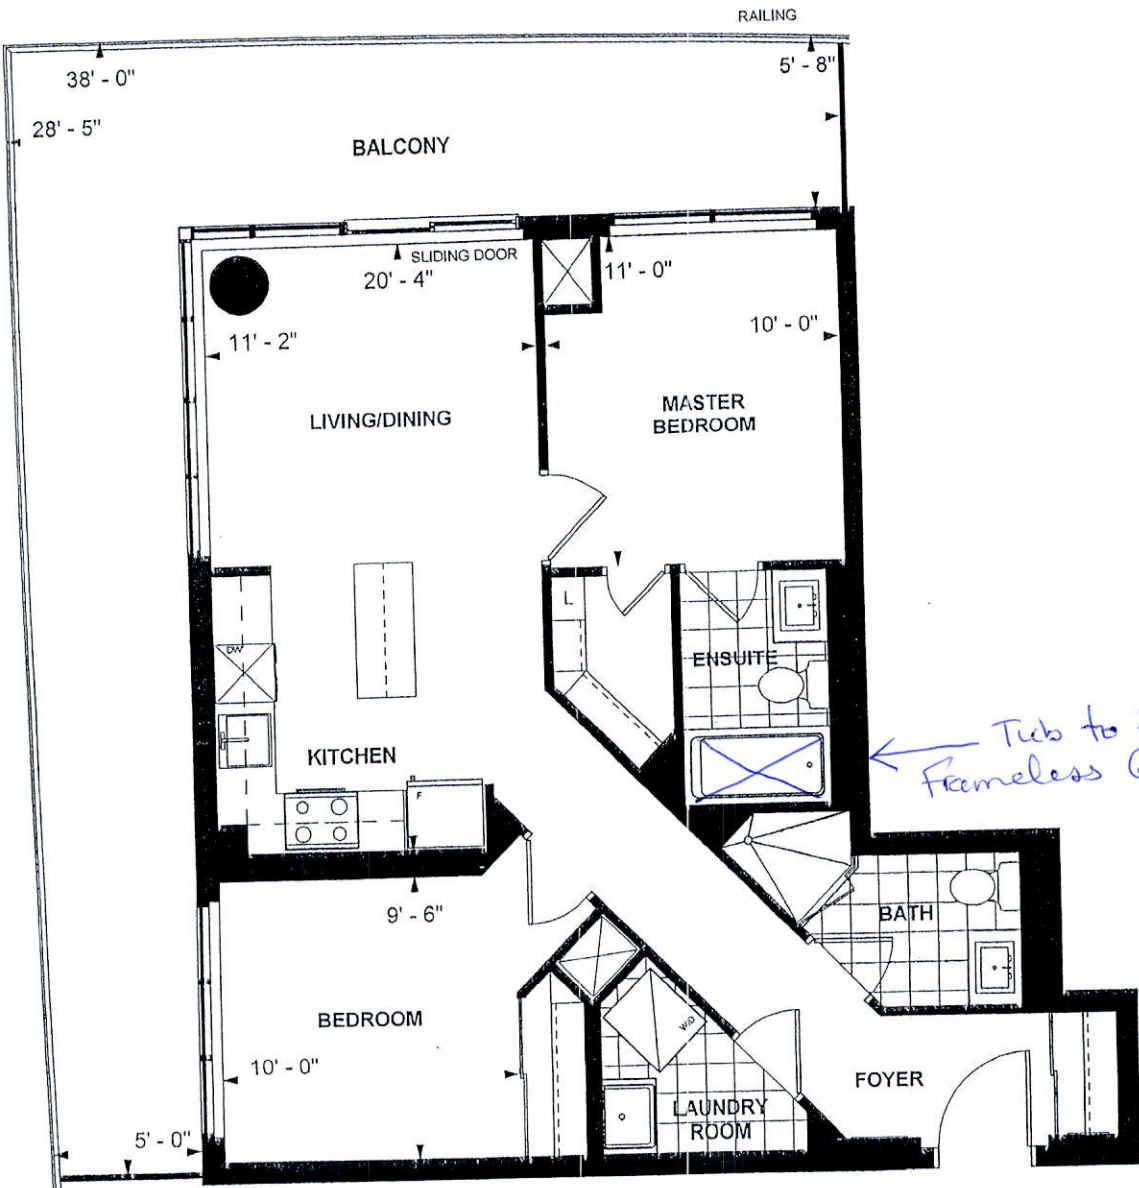 RAILING
38' - 0"
5' - 8"
28' - 5"
BALCONY
SLIDING DOOR
20' - 4"
11' - 0"
11' - 2"
10' - 0"
LIVING/DINING
MASTER
BEDROOM
L
DW
ENSUITE
Tub to
Frameless
KITCHEN
F
9' - 6"
BATH
BEDROOM
W/D
10' - 0"
FOYER
LAUNDRY
ROOM
5' - 0"